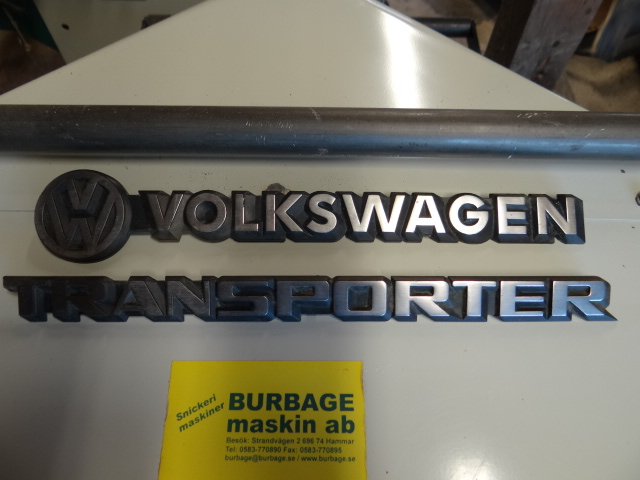 VW VOLKSWAGEN
TRANSPORTER
Snickeri
maskiner
BURBAGE
maskin ab
Besök: Strandvägen 2 696 74 Hammar
Tel: 0583-770890 Fax: 0583-770895
burbage@burbage.se / www.burbage.se